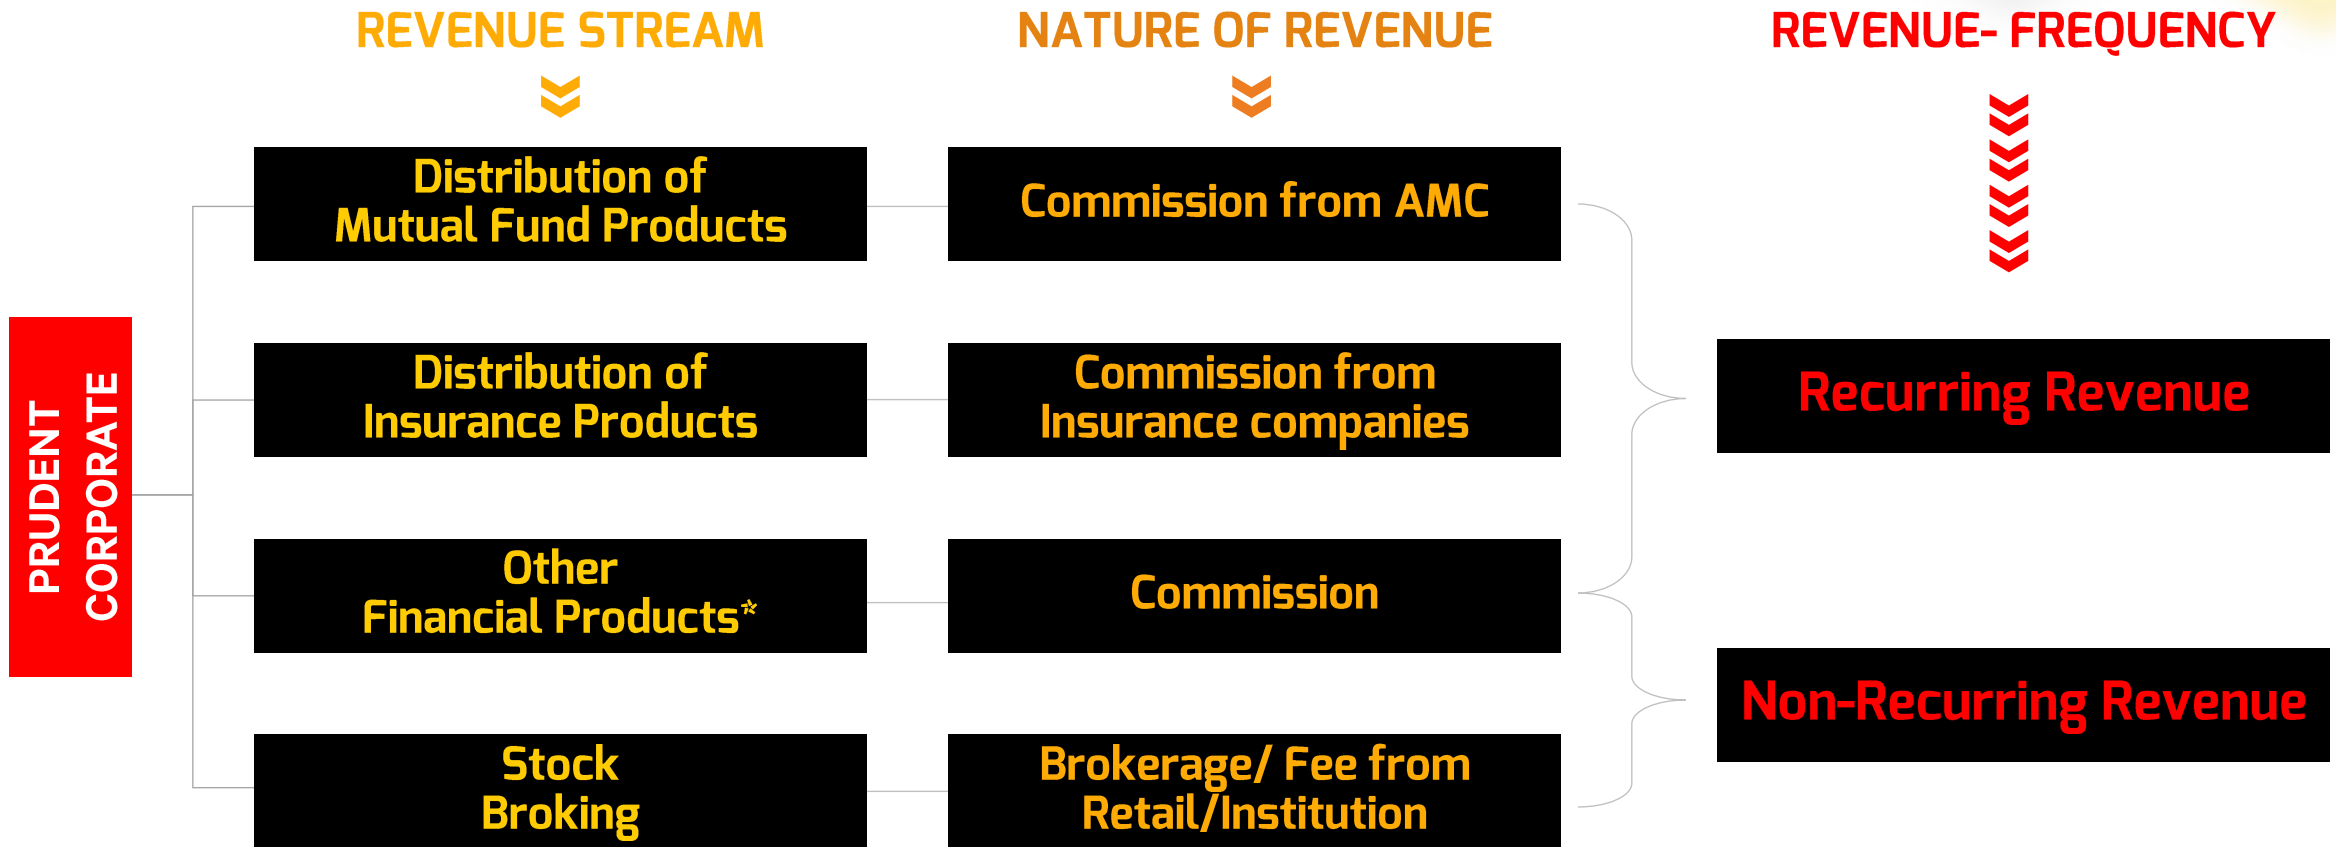 REVENUE STREAM
NATURE OF REVENUE
REVENUE- FREQUENCY
PRUDENT
CORPORATE
Distribution of
Mutual Fund Products
Commission from AMC
Distribution of
Insurance Products
Commission from
Insurance companies
Recurring Revenue
Other
Financial Products*
Commission
Non-Recurring Revenue
Stock
Broking
Brokerage/ Fee from
Retail/Institution